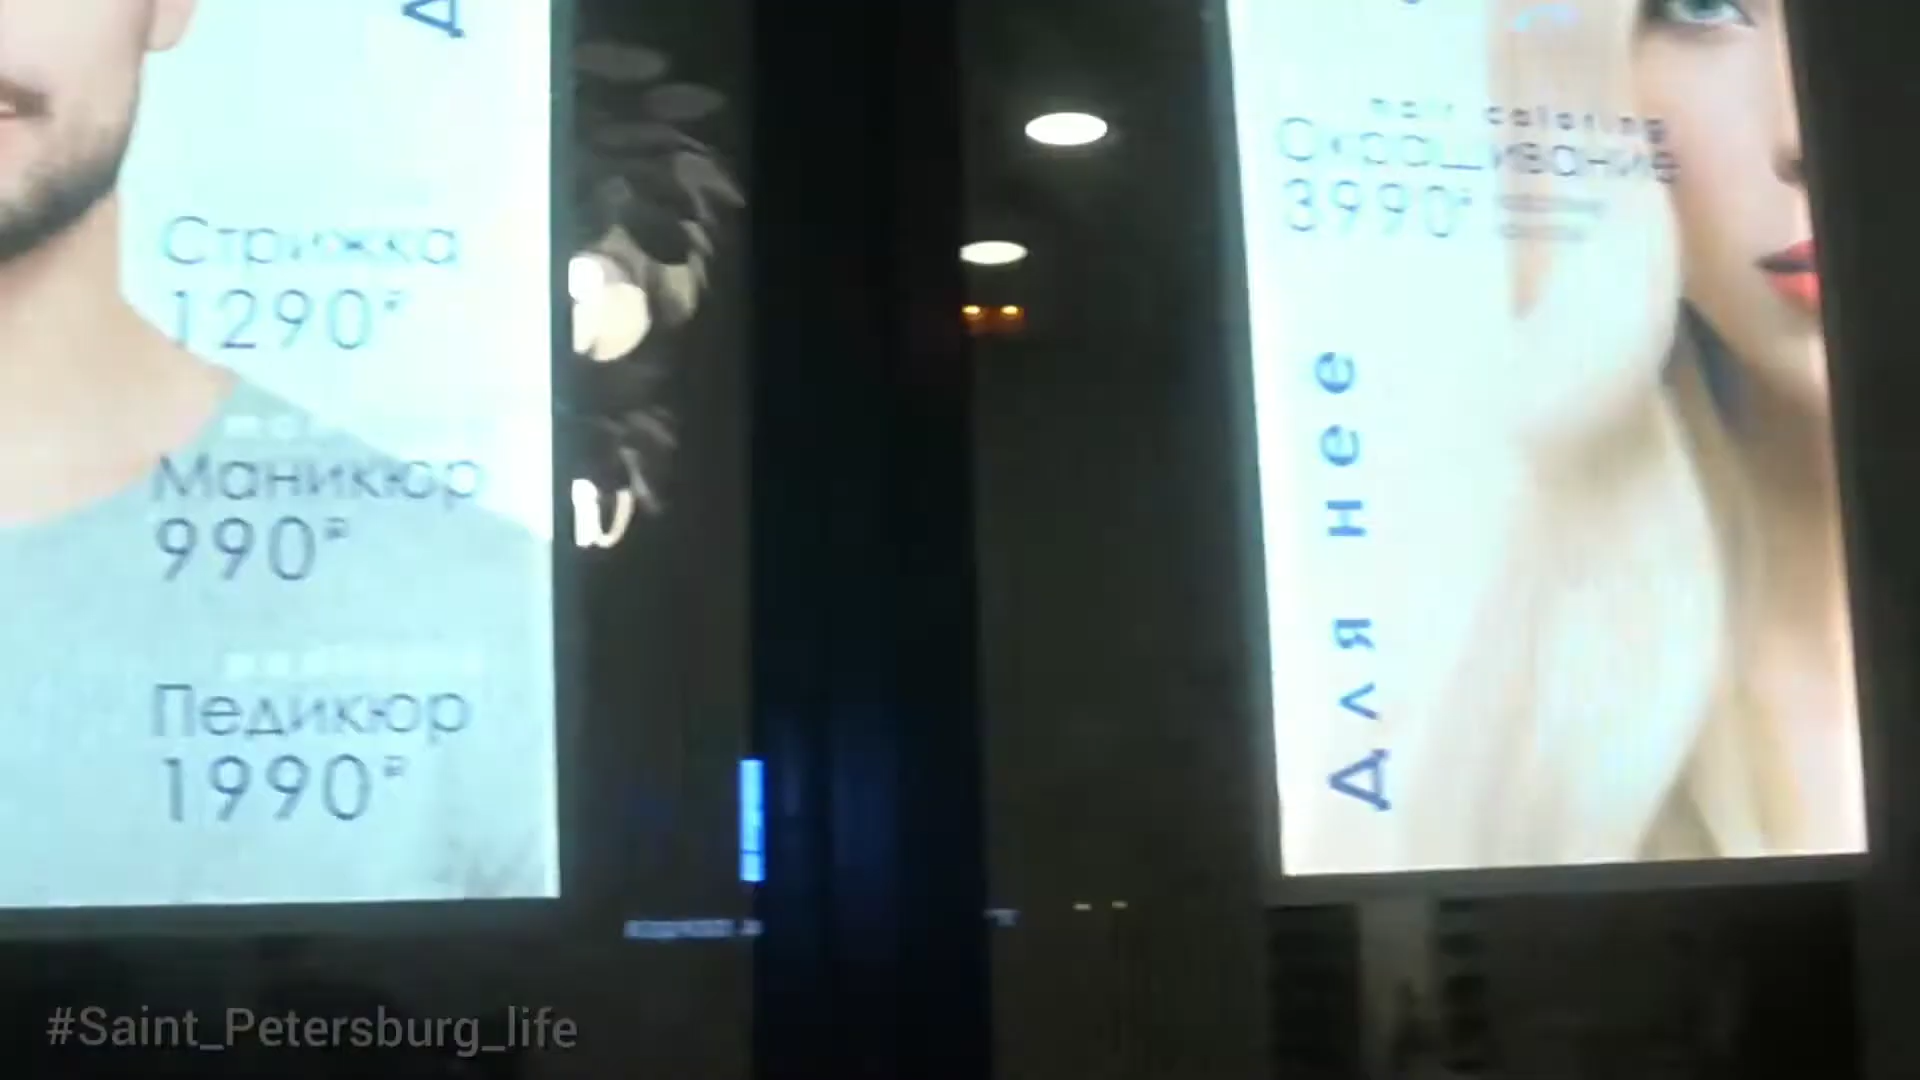 Д
Стрижка
1290₽
Маникюр
990₽
Педикюр
1990₽
hair coloring
Окрашивание
3990₽
Для нее
#Saint_Petersburg_life